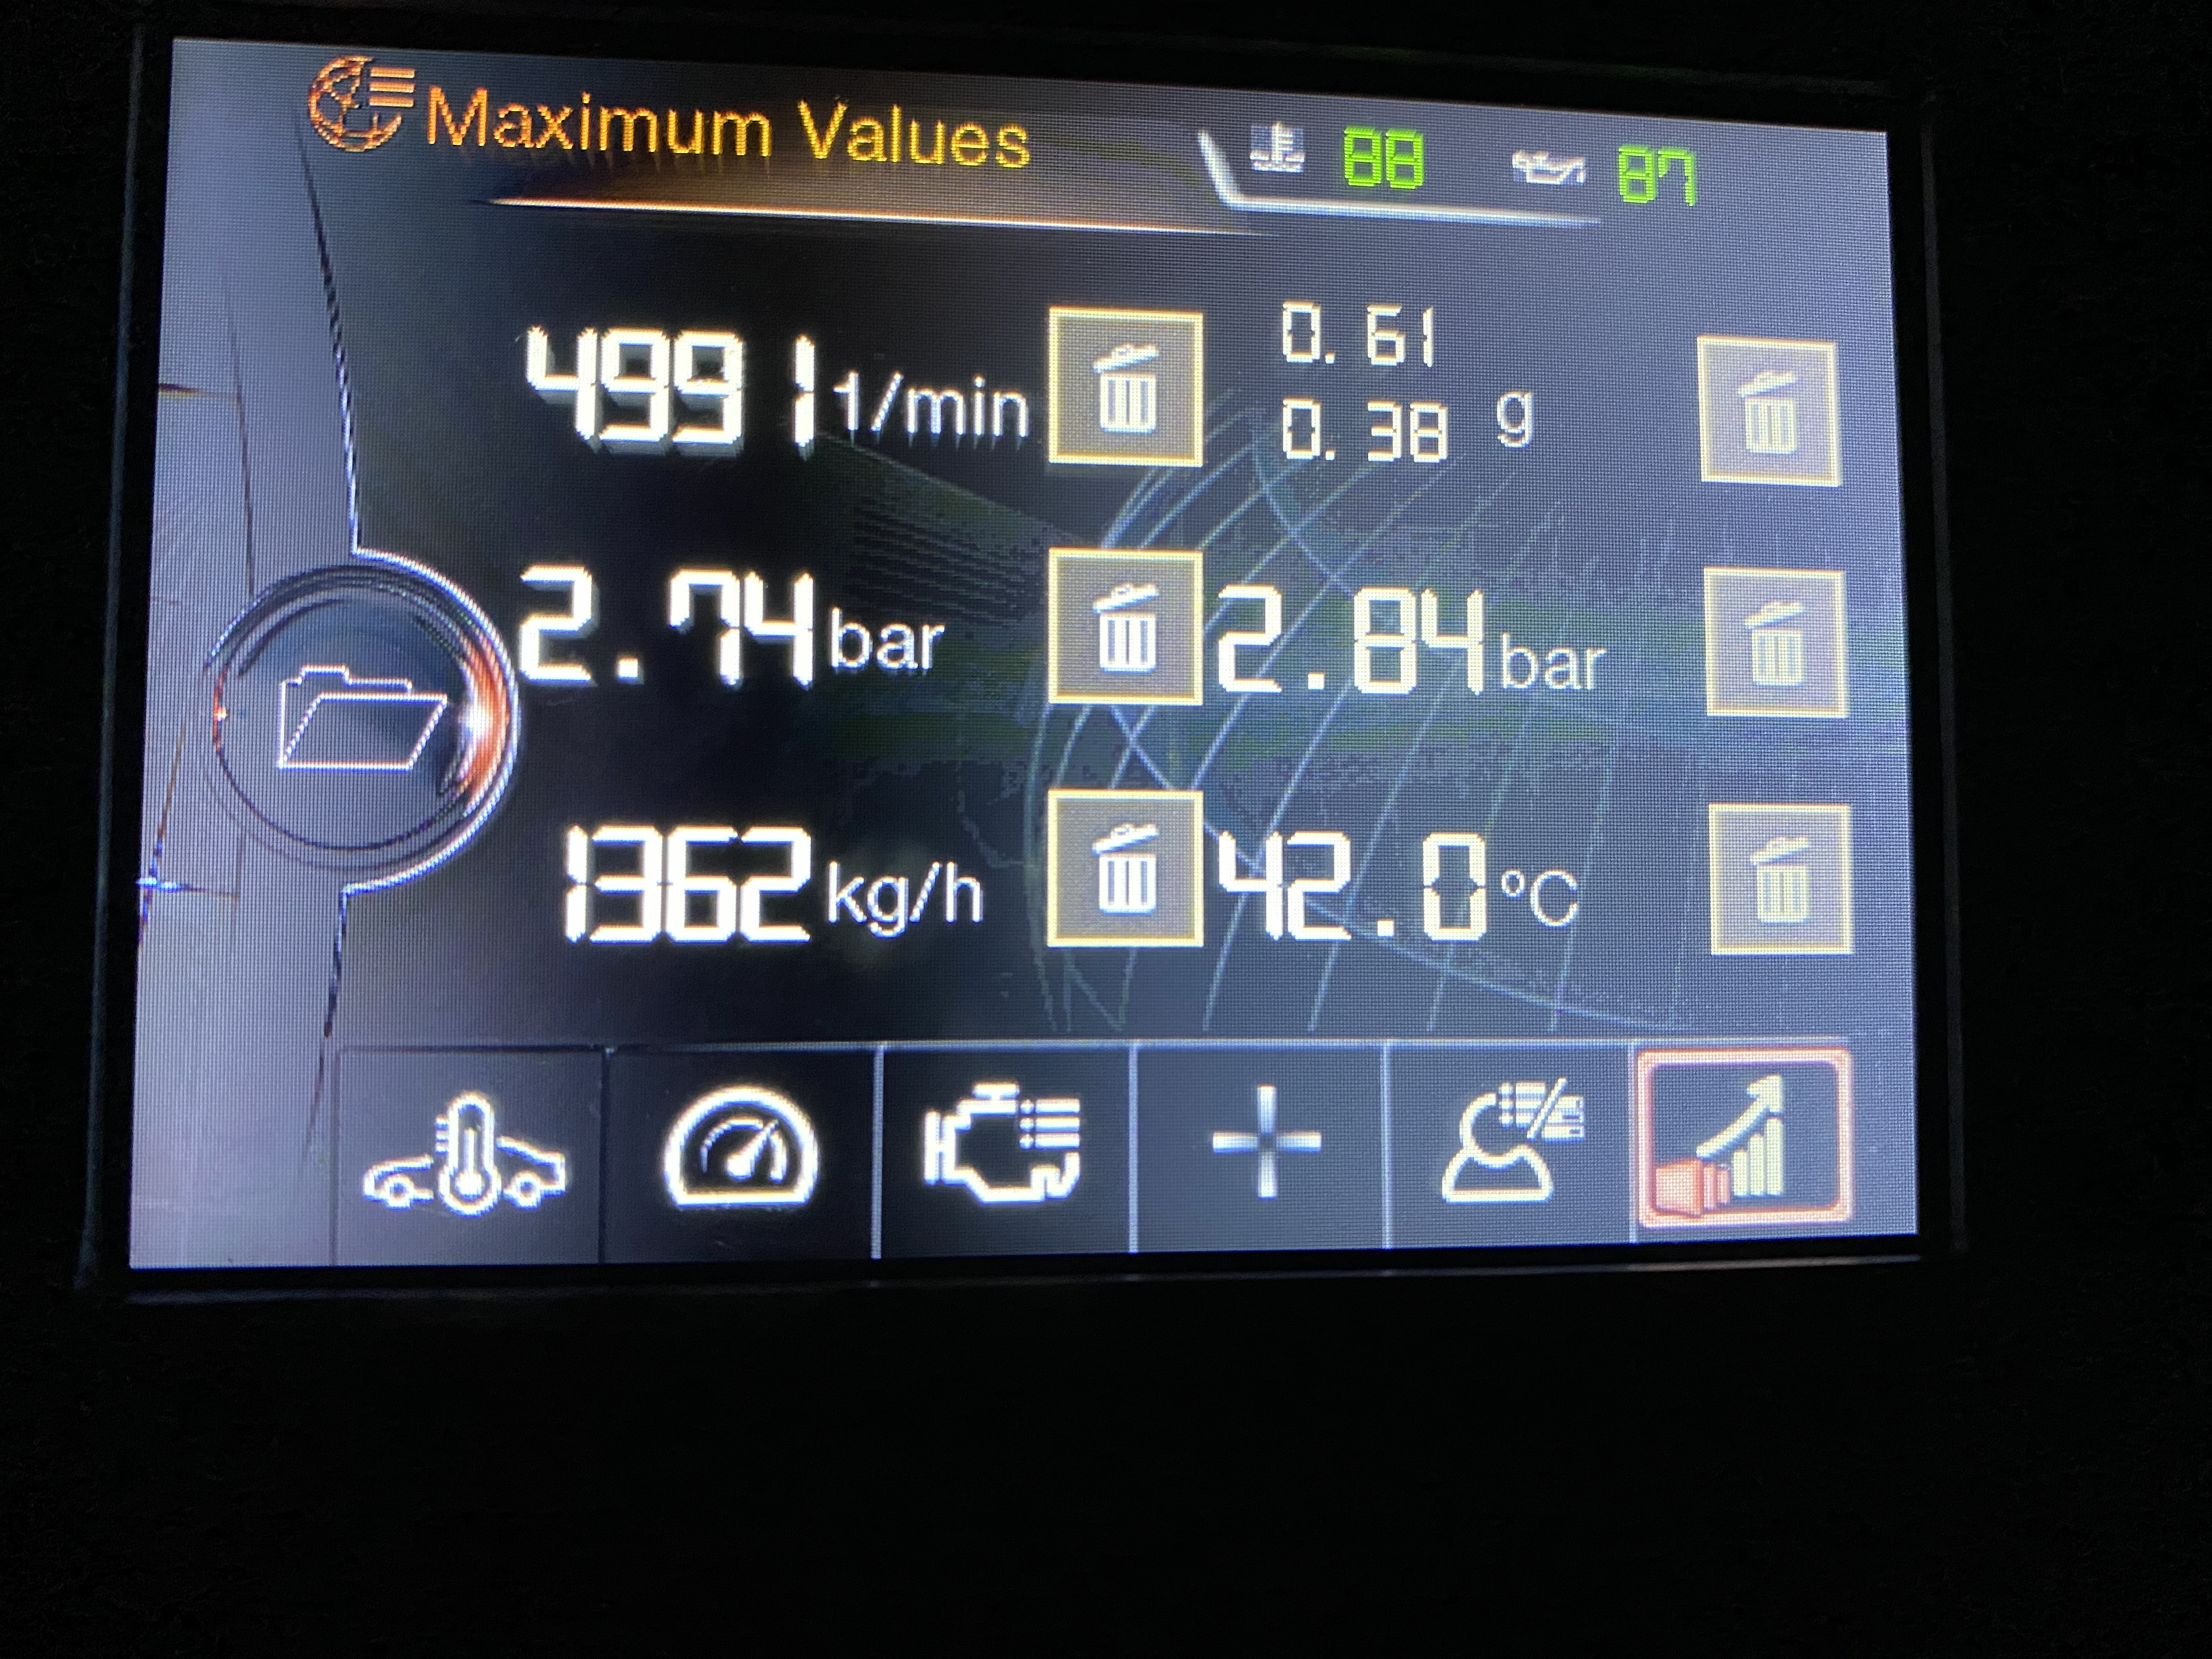 Maximum Values 88 87
4991 1/min 0.61
0.38 g
2.74 bar 2.84 bar
1362 kg/h 42.0 °C